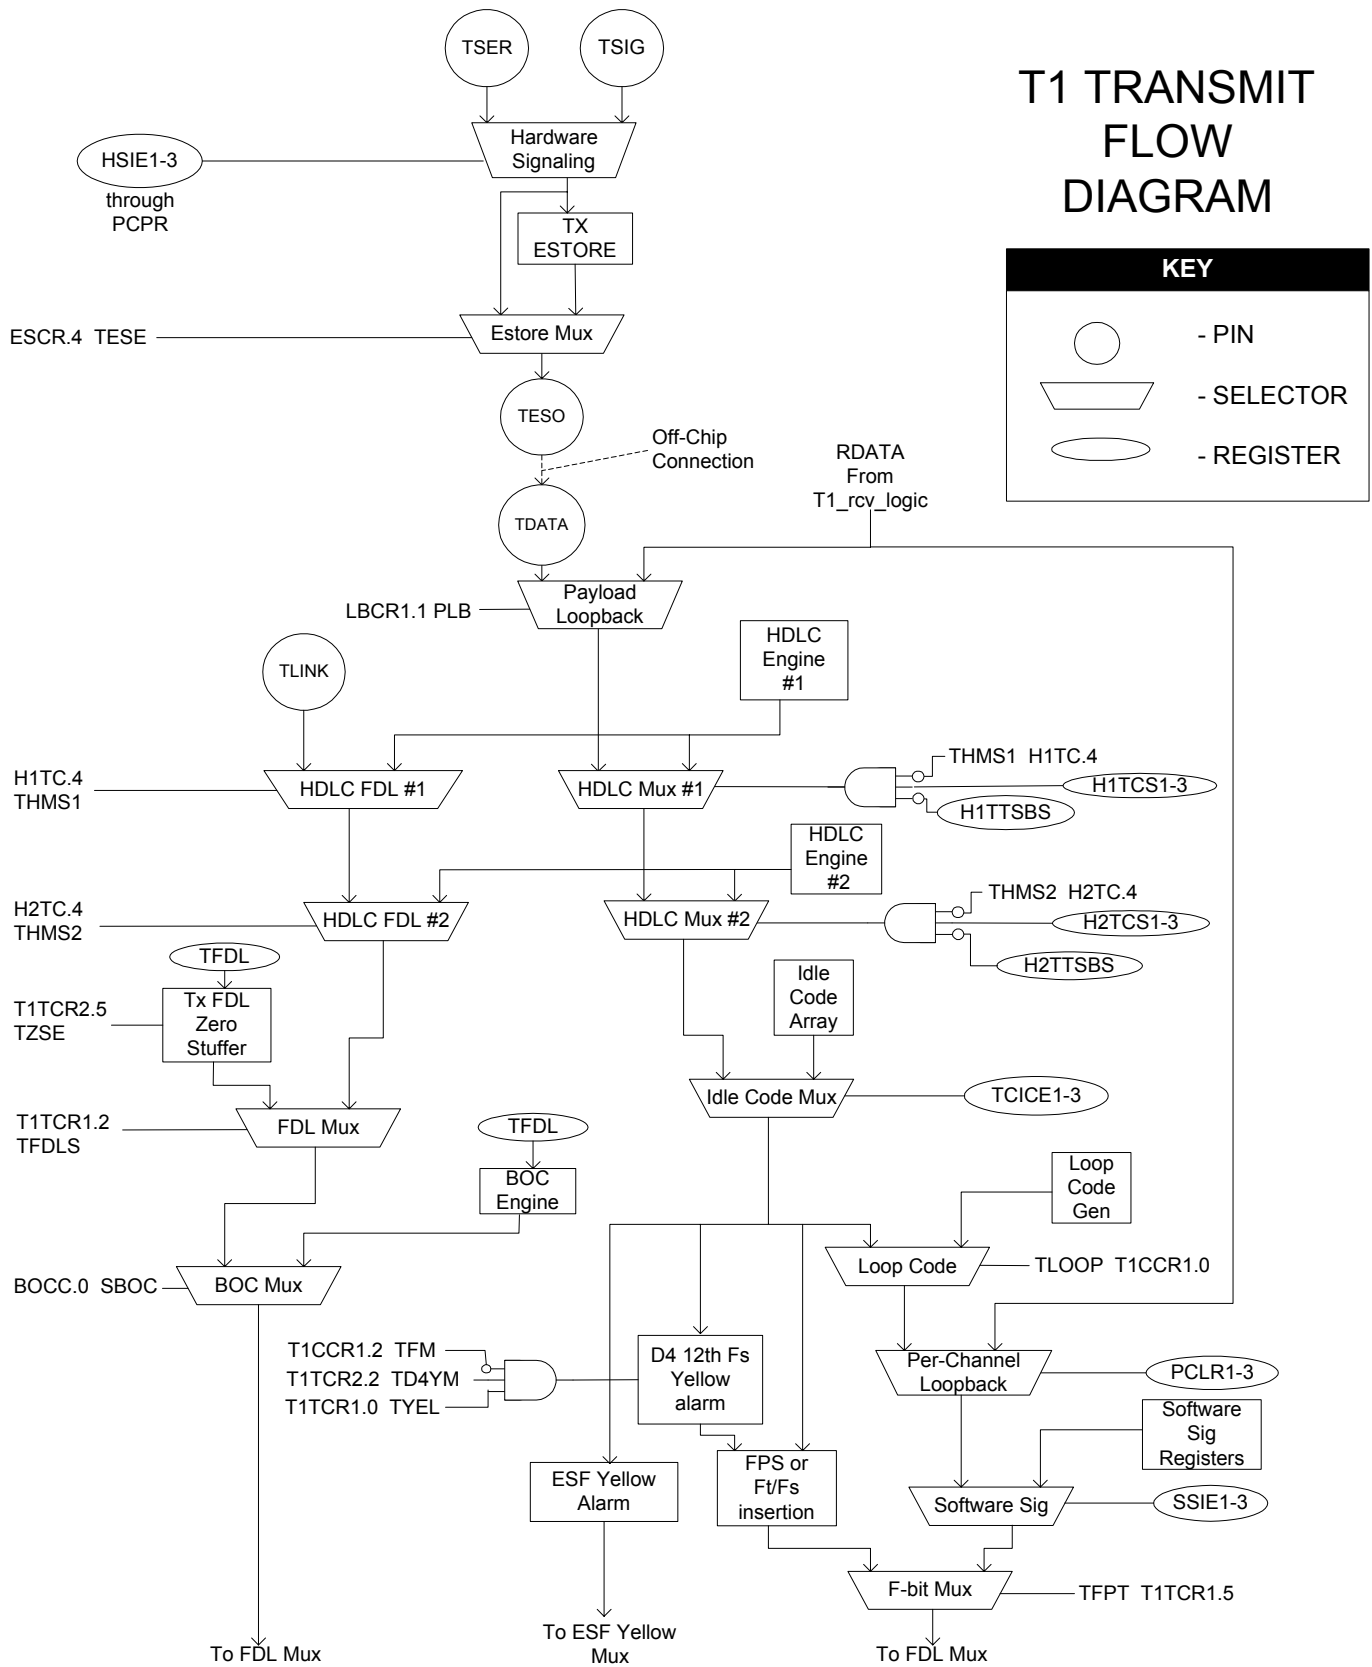 TSER
TSIG
T1 TRANSMIT
FLOW
DIAGRAM
Hardware
Signaling
HSIE1-3
through
PCPR
TX
ESTORE
KEY
- PIN
- SELECTOR
- REGISTER
ESCR.4 TESE
Estore Mux
TESO
Off-Chip
Connection
RDATA
From
T1_rcv_logic
TDATA
LBCR1.1 PLB
Payload
Loopback
HDLC
Engine
#1
TLINK
H1TC.4
THMS1
HDLC FDL #1
HDLC Mux #1
THMS1 H1TC.4
H1TCS1-3
H1TTSBS
HDLC
Engine
#2
H2TC.4
THMS2
HDLC FDL #2
HDLC Mux #2
THMS2 H2TC.4
H2TCS1-3
H2TTSBS
TFDL
T1TCR2.5
TZSE
Tx FDL
Zero
Stuffer
Idle
Code
Array
Idle Code Mux
TCICE1-3
T1TCR1.2
TFDLS
FDL Mux
TFDL
BOC
Engine
Loop
Code
Gen
BOCC.0 SBOC
BOC Mux
Loop Code
TLOOP T1CCR1.0
T1CCR1.2 TFM
T1TCR2.2 TD4YM
T1TCR1.0 TYEL
D4 12th Fs
Yellow
alarm
Per-Channel
Loopback
PCLR1-3
Software
Sig
Registers
ESF Yellow
Alarm
FPS or
Ft/Fs
insertion
Software Sig
SSIE1-3
F-bit Mux
TFPT T1TCR1.5
To FDL Mux
To ESF Yellow
Mux
To FDL Mux